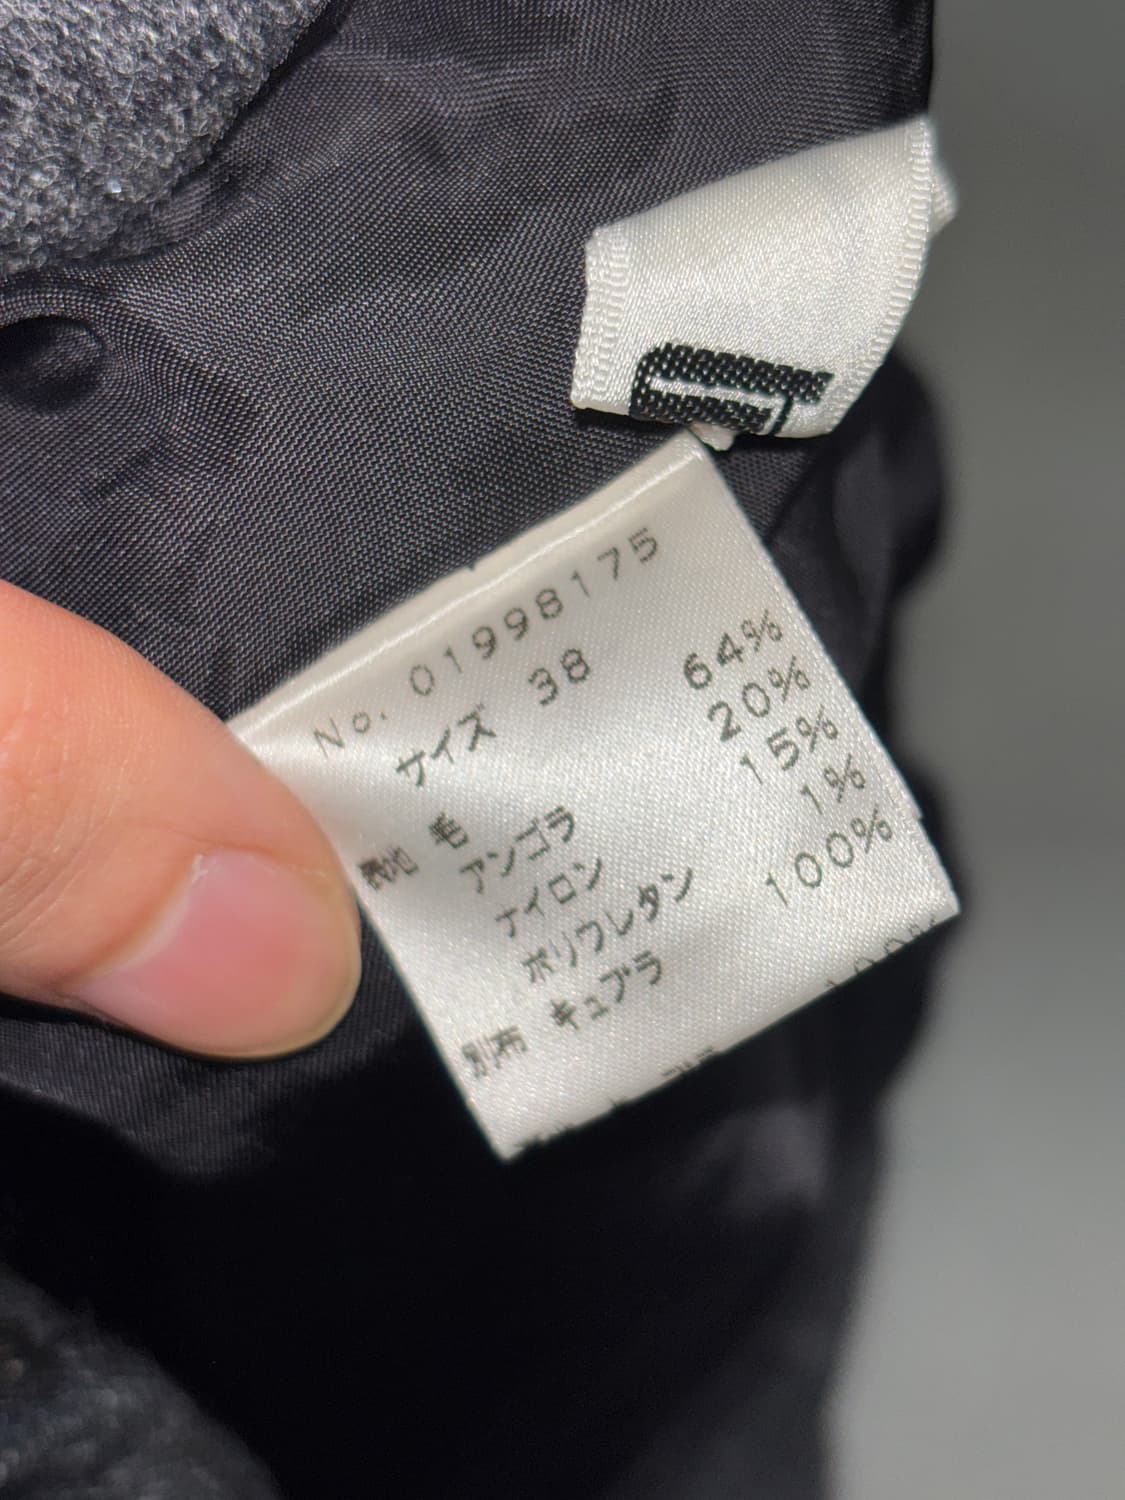 No. 01998175
サイズ 38
表地 毛 64%
アンゴラ 20%
ナイロン 15%
ポリウレタン 1%
別布 キュプラ 100%